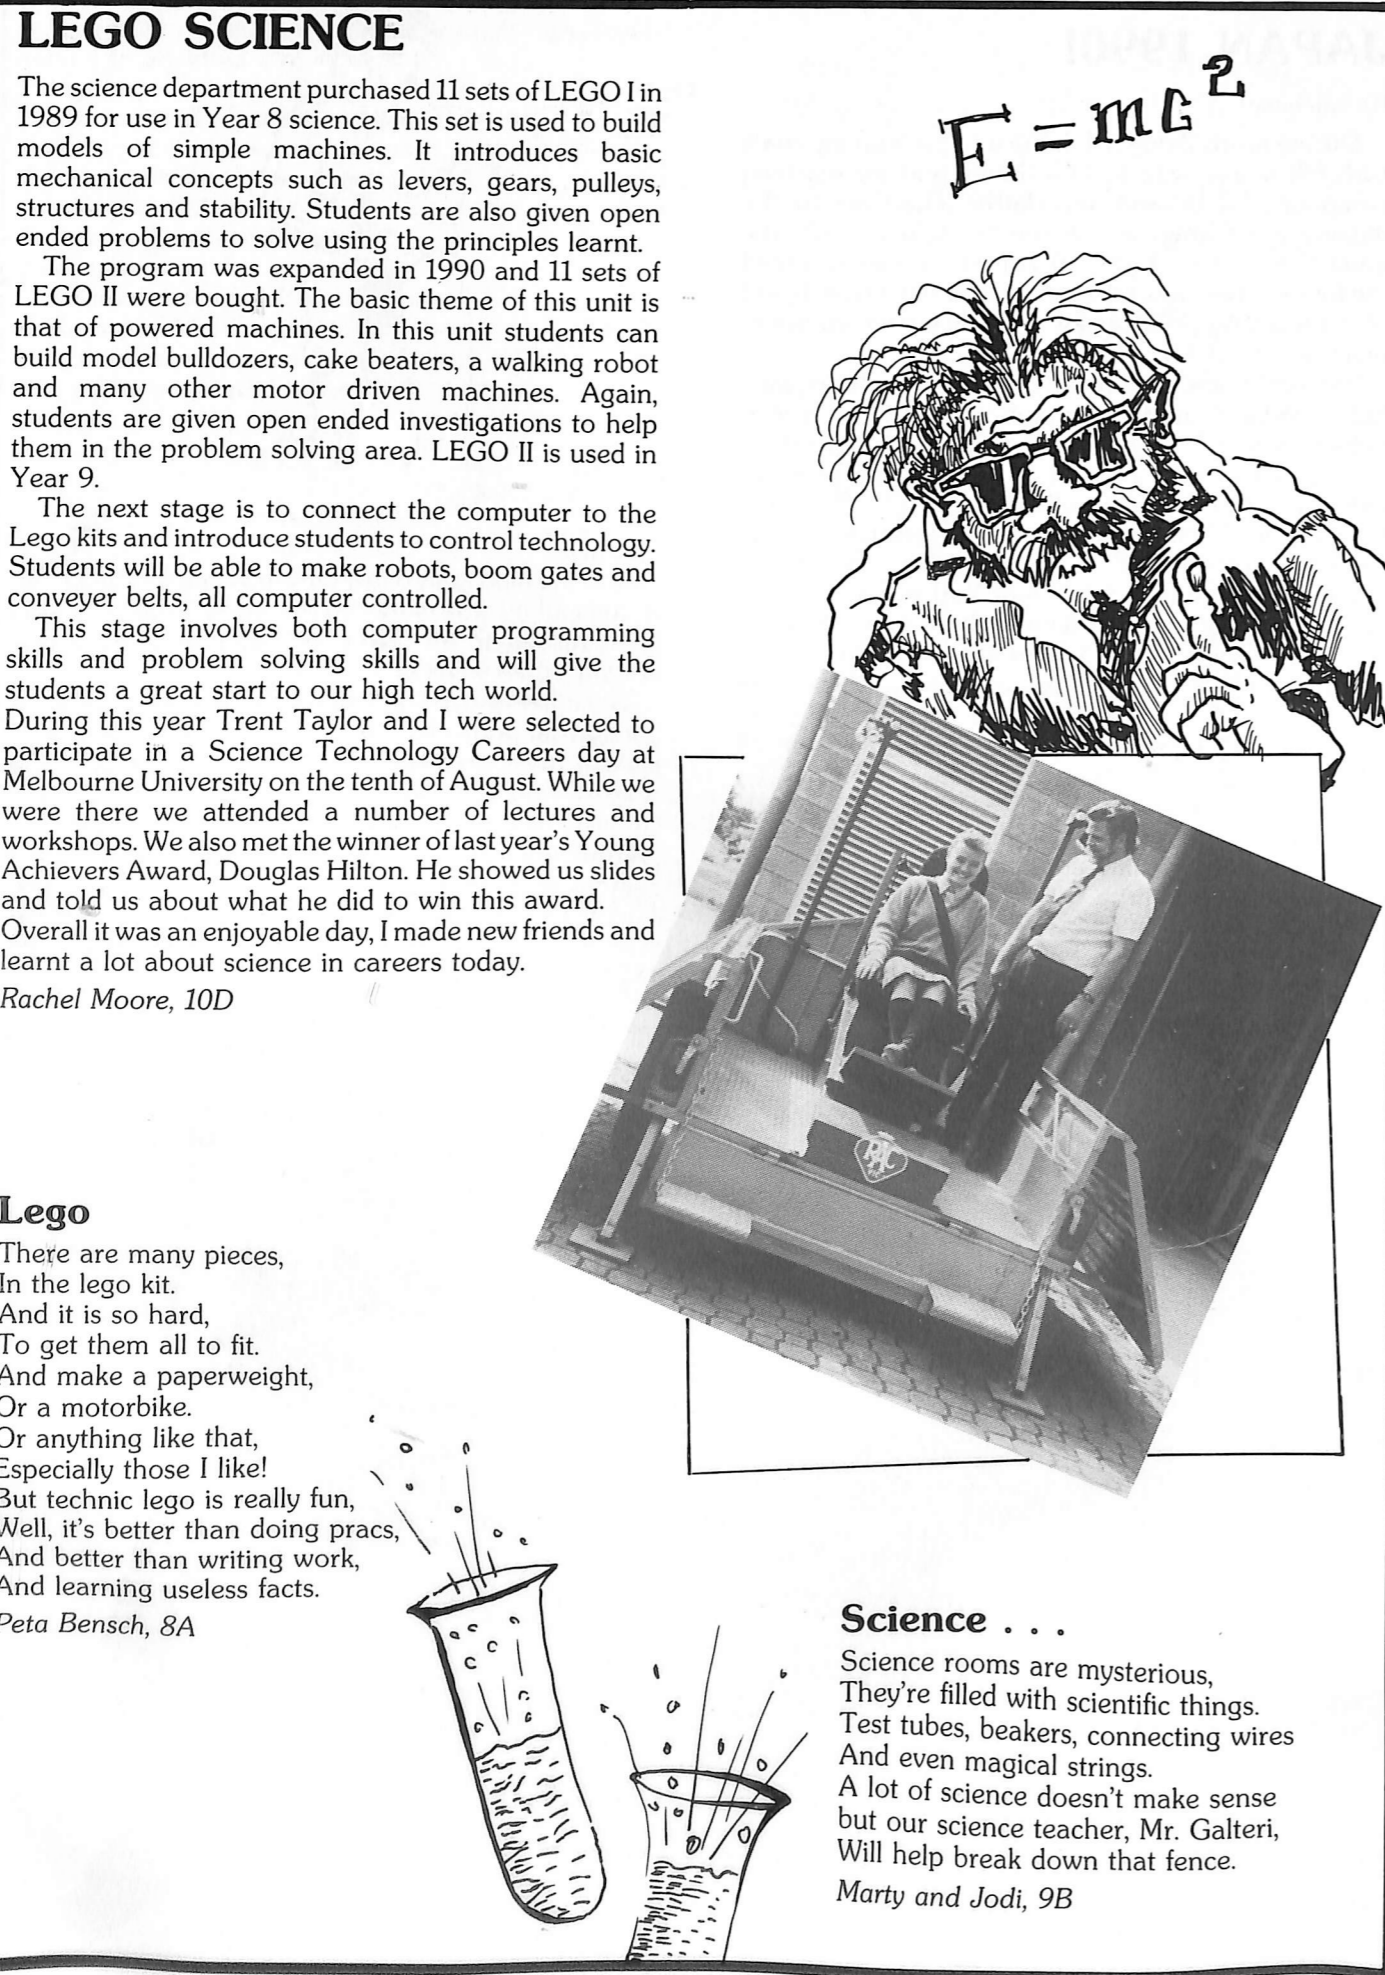 LEGO SCIENCE
The science department purchased 11 sets of LEGO I in
1989 for use in Year 8 science. This set is used to build
models of simple machines. It introduces basic
mechanical concepts such as levers, gears, pulleys,
structures and stability. Students are also given open
ended problems to solve using the principles learnt.
The program was expanded in 1990 and 11 sets of
LEGO II were bought. The basic theme of this unit is
that of powered machines. In this unit students can
build model bulldozers, cake beaters, a walking robot
and many other motor driven machines. Again,
students are given open ended investigations to help
them in the problem solving area. LEGO II is used in
Year 9.
The next stage is to connect the computer to the
Lego kits and introduce students to control technology.
Students will be able to make robots, boom gates and
conveyer belts, all computer controlled.
This stage involves both computer programming
skills and problem solving skills and will give the
students a great start to our high tech world.
During this year Trent Taylor and I were selected to
participate in a Science Technology Careers day at
Melbourne University on the tenth of August. While we
were there we attended a number of lectures and
workshops. We also met the winner of last year's Young
Achievers Award, Douglas Hilton. He showed us slides
and told us about what he did to win this award.
Overall it was an enjoyable day, I made new friends and
learnt a lot about science in careers today.
Rachel Moore, 10D
E = mc²
RAC
Lego
There are many pieces,
In the lego kit.
And it is so hard,
To get them all to fit.
And make a paperweight,
Or a motorbike.
Or anything like that,
Especially those I like!
But technic lego is really fun,
Well, it's better than doing pracs,
And better than writing work,
And learning useless facts.
Peta Bensch, 8A
Science . . .
Science rooms are mysterious,
They're filled with scientific things.
Test tubes, beakers, connecting wires
And even magical strings.
A lot of science doesn't make sense
but our science teacher, Mr. Galteri,
Will help break down that fence.
Marty and Jodi, 9B